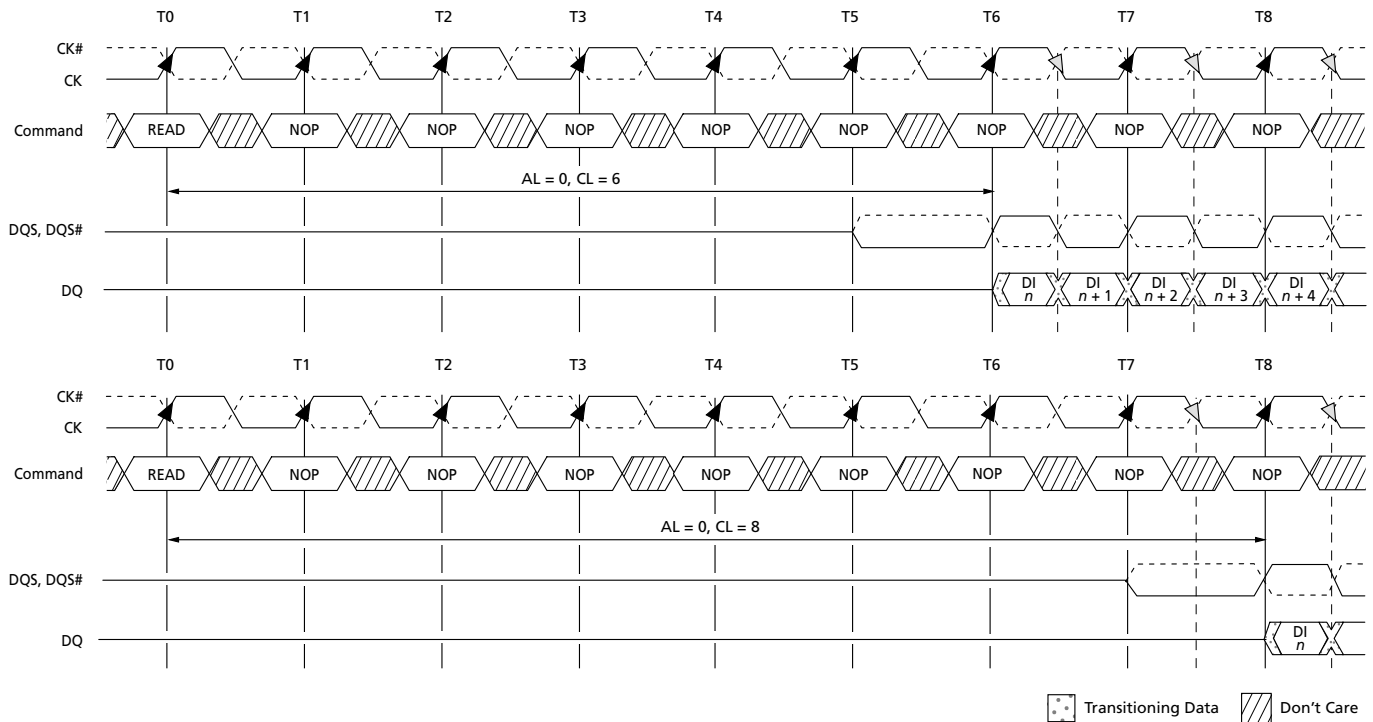 T0 T1 T2 T3 T4 T5 T6 T7 T8
CK#
CK
Command READ NOP NOP NOP NOP NOP NOP NOP NOP
AL = 0, CL = 6
DQS, DQS#
DQ DI n DI n + 1 DI n + 2 DI n + 3 DI n + 4
T0 T1 T2 T3 T4 T5 T6 T7 T8
CK#
CK
Command READ NOP NOP NOP NOP NOP NOP NOP NOP
AL = 0, CL = 8
DQS, DQS#
DQ DI n
Transitioning Data Don't Care